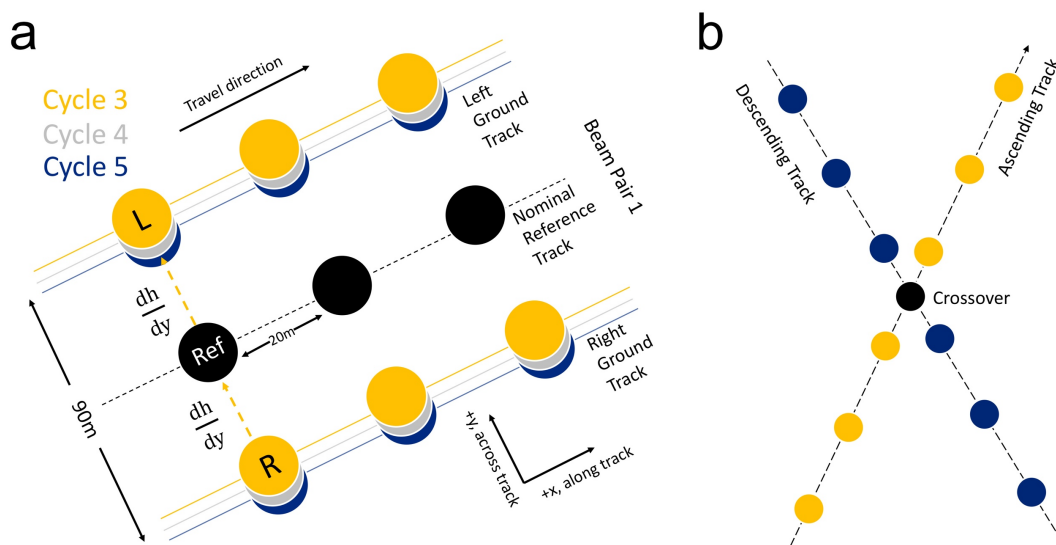 a
Cycle 3
Cycle 4
Cycle 5
Travel direction
Left
Ground
Track
Beam Pair 1
Nominal
Reference
Track
L
dh
dy
Ref
20m
dh
dy
90m
R
Right
Ground
Track
+y, across track
+x, along track
b
Descending Track
Ascending Track
Crossover